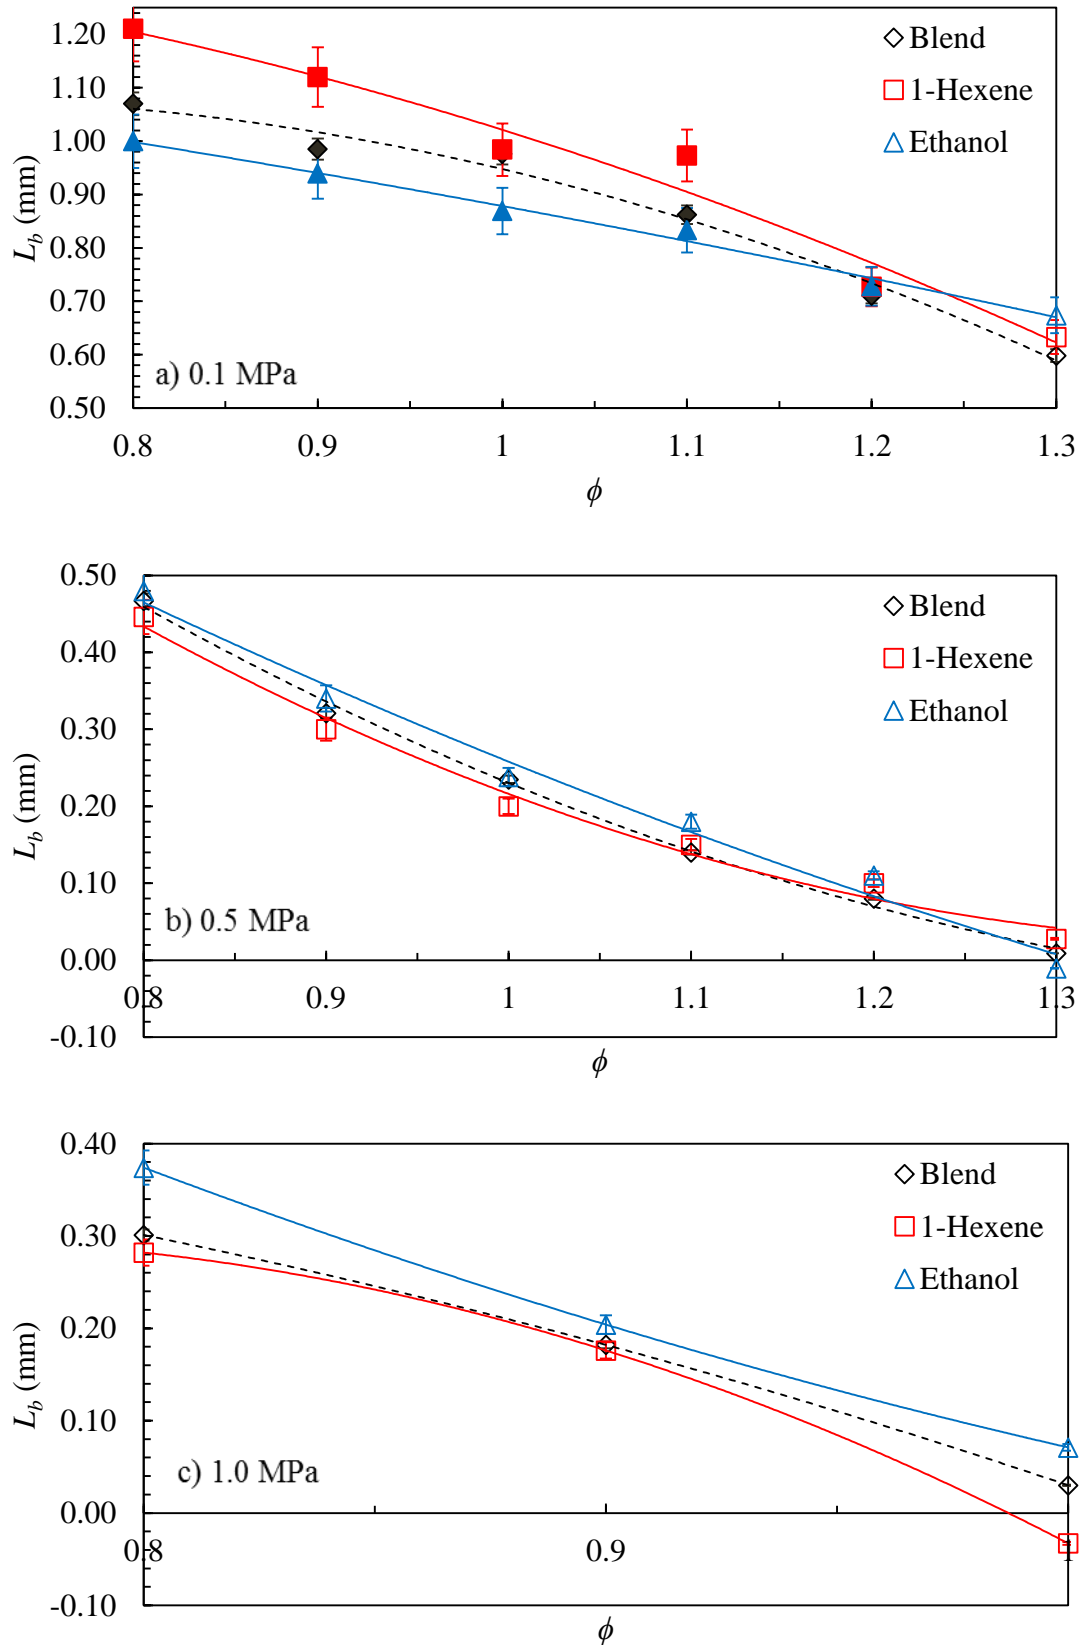 1.20
1.10
1.00
0.90
0.80
0.70
0.60
0.50
L_b (mm)
Blend
1-Hexene
Ethanol
a) 0.1 MPa
0.8 0.9 1 1.1 1.2 1.3
ϕ
0.50
0.40
0.30
0.20
0.10
0.00
-0.10
L_b (mm)
Blend
1-Hexene
Ethanol
b) 0.5 MPa
0.8 0.9 1 1.1 1.2 1.3
ϕ
0.40
0.30
0.20
0.10
0.00
-0.10
L_b (mm)
Blend
1-Hexene
Ethanol
c) 1.0 MPa
0.8 0.9 1
ϕ